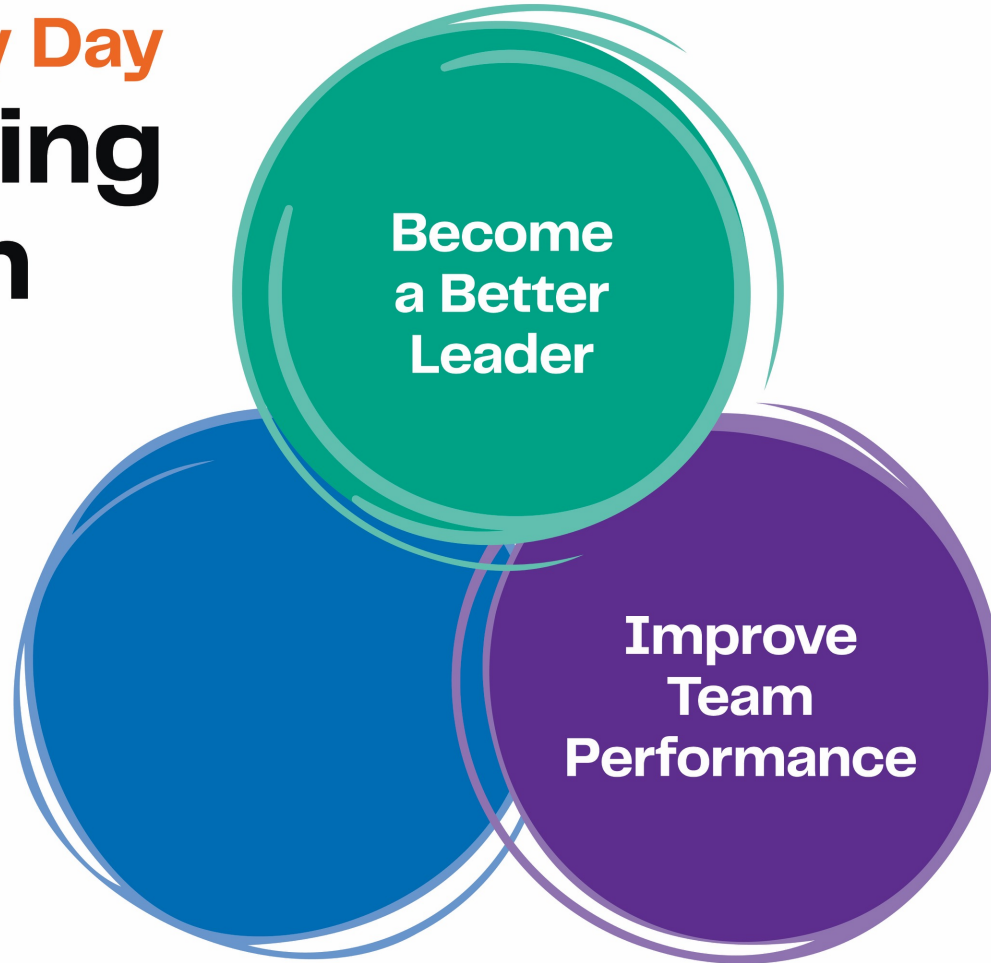 y Day
ing
n
Become
a Better
Leader
Improve
Team
Performance